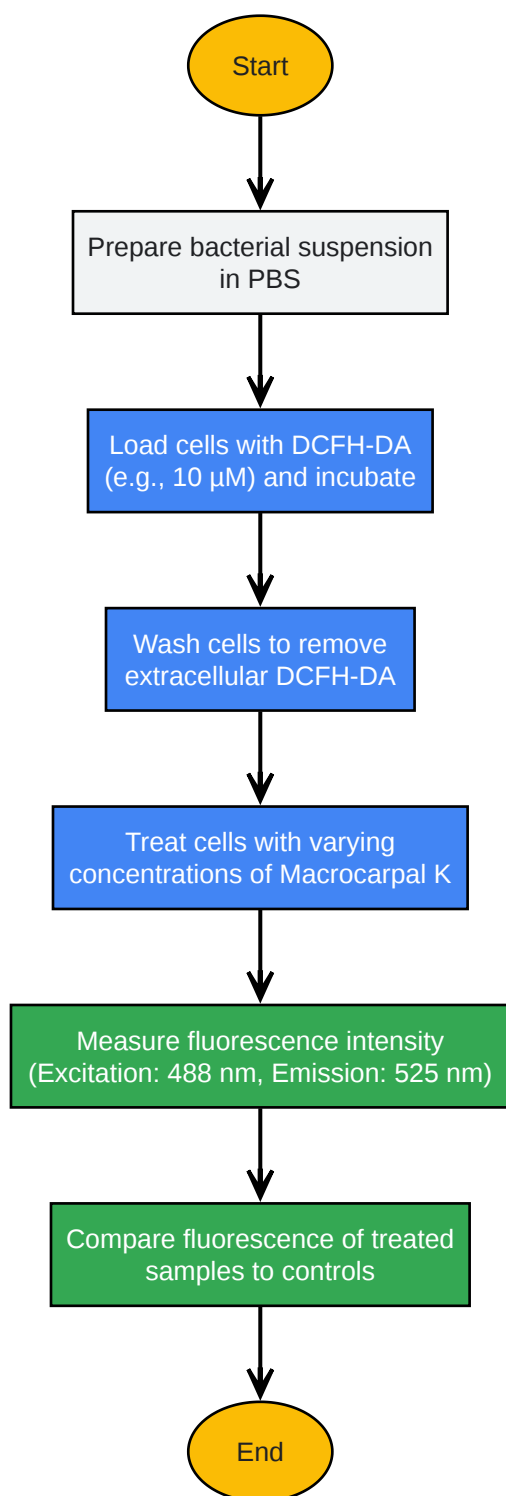 Start
Prepare bacterial suspension
in PBS
Load cells with DCFH-DA
(e.g., 10 µM) and incubate
Wash cells to remove
extracellular DCFH-DA
Treat cells with varying
concentrations of Macrocarpal K
Measure fluorescence intensity
(Excitation: 488 nm, Emission: 525 nm)
Compare fluorescence of treated
samples to controls
End